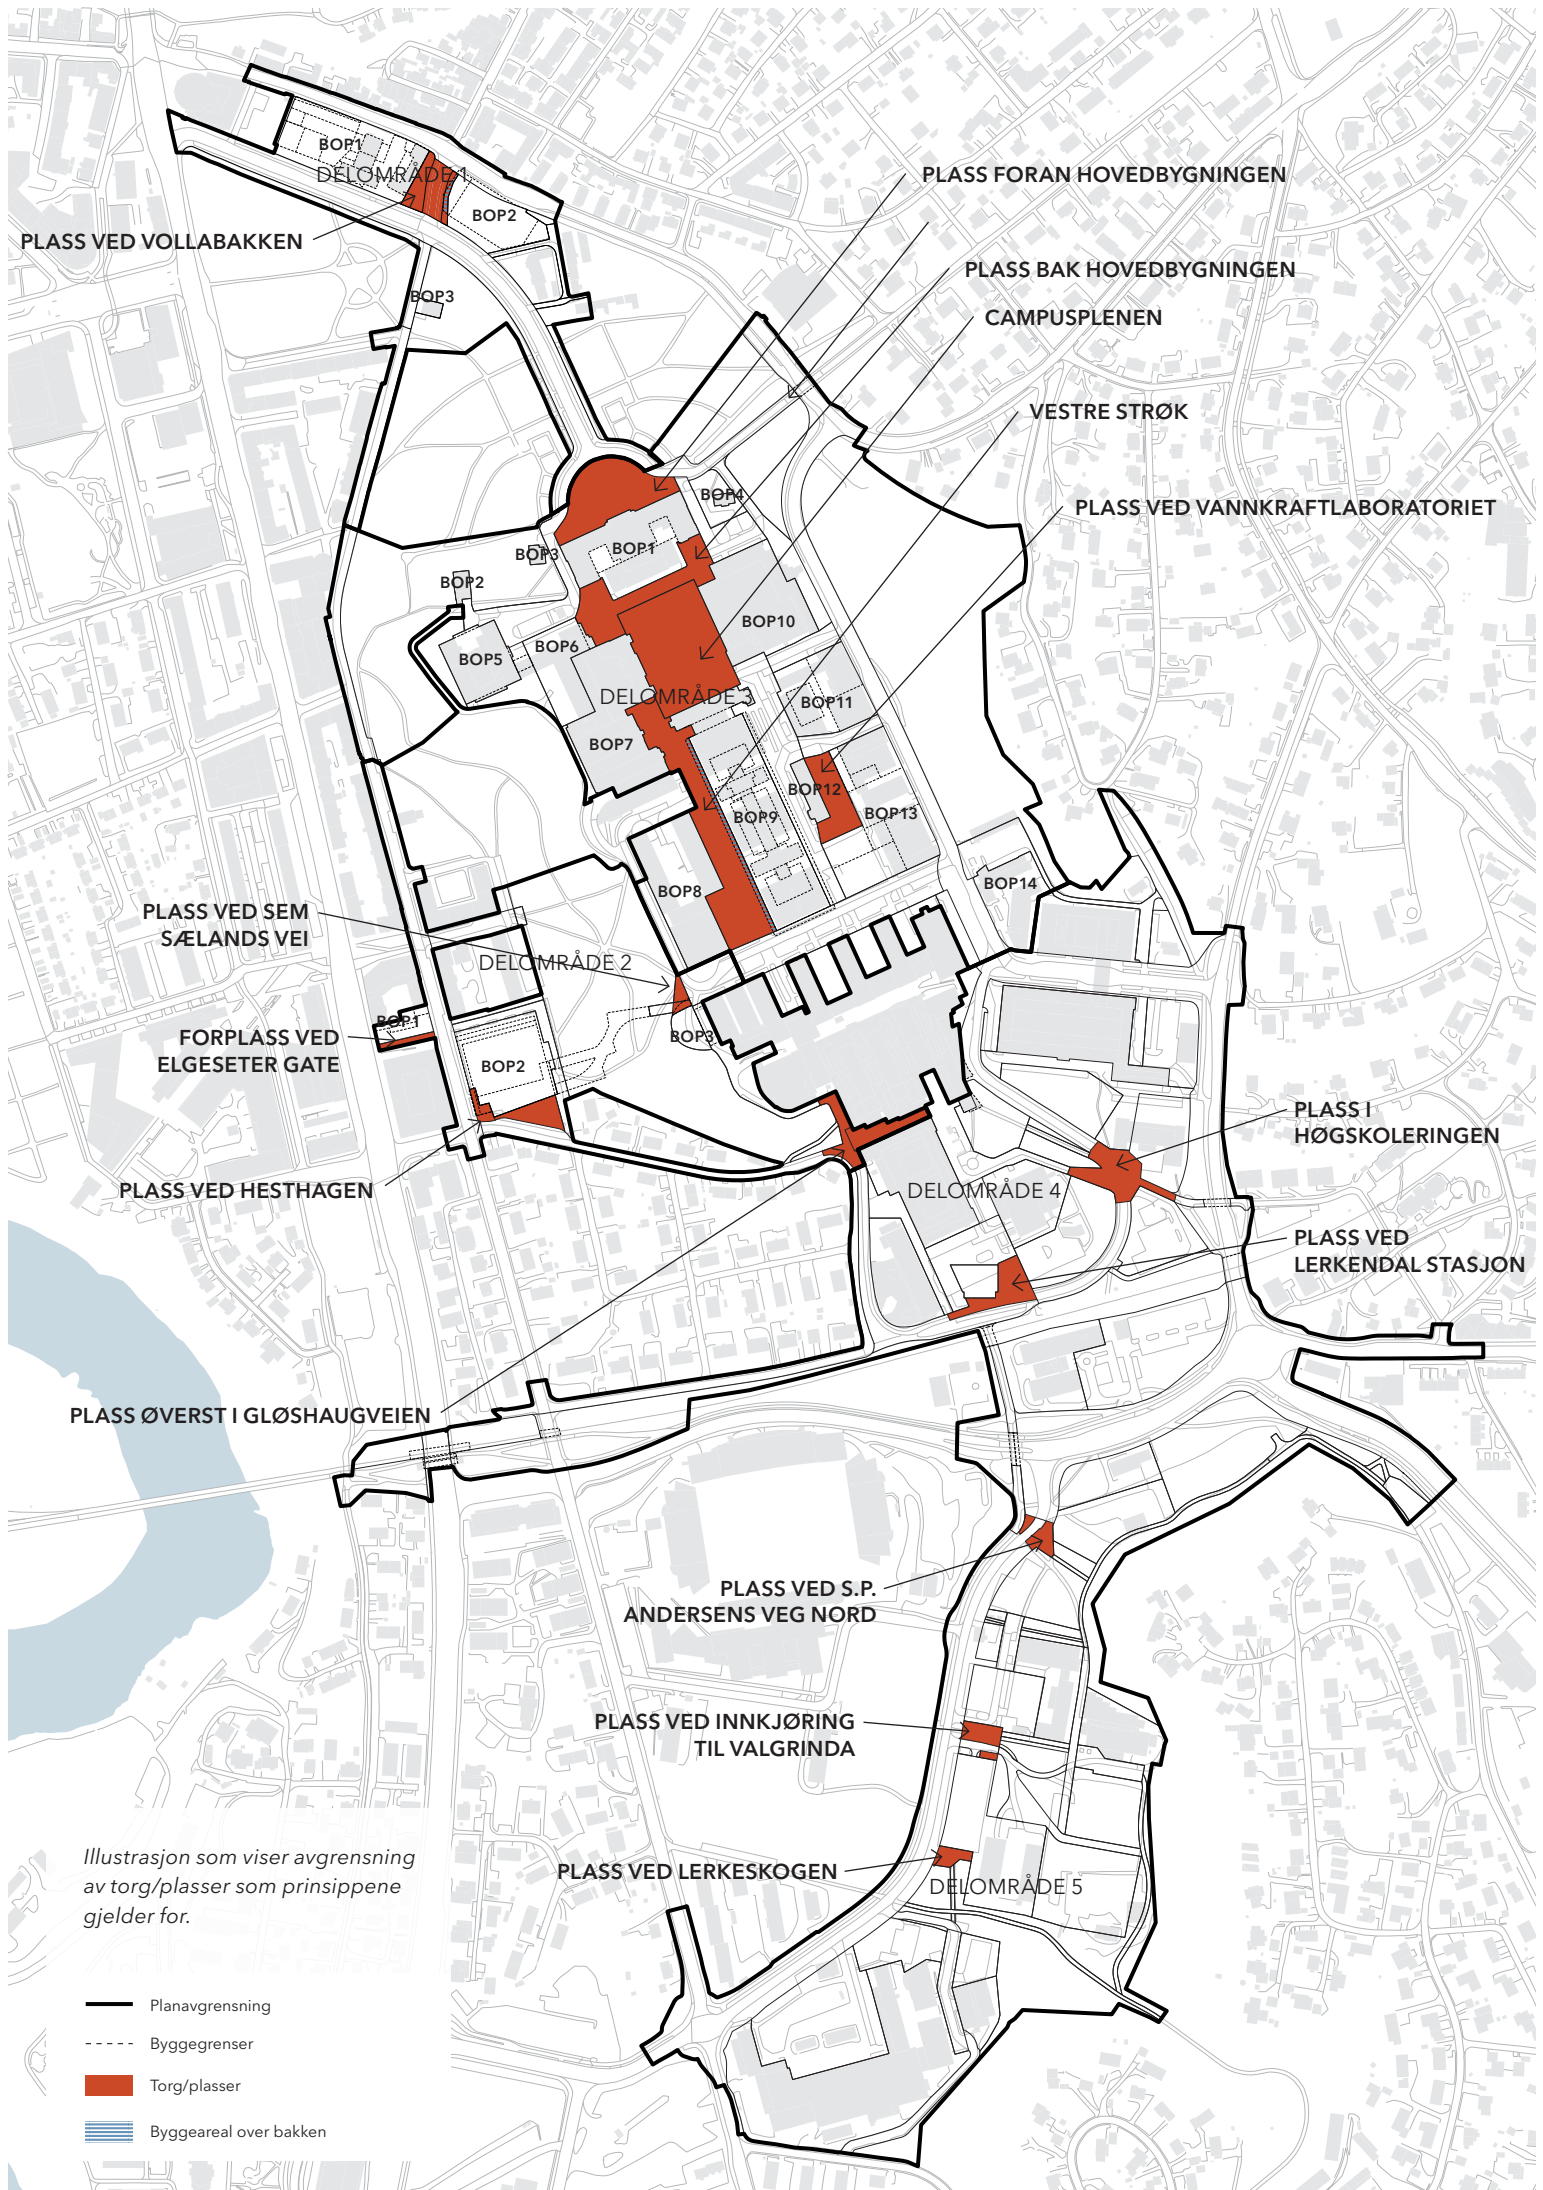 BOP1
DELOMRÅDE 1
PLASS FORAN HOVEDBYGNINGEN
BOP2
PLASS VED VOLLABAKKEN
PLASS BAK HOVEDBYGNINGEN
BOP3
CAMPUSPLENEN
VESTRE STRØK
BOP4
PLASS VED VANNKRAFTLABORATORIET
BOP3
BOP1
BOP2
BOP10
BOP6
BOP5
DELOMRÅDE 3
BOP11
BOP7
BOP12
BOP9
BOP13
BOP8
BOP14
PLASS VED SEM
SÆLANDS VEI
DELOMRÅDE 2
BOP1
FORPLASS VED
ELGESETER GATE
BOP3
BOP2
PLASS I
HØGSKOLERINGEN
PLASS VED HESTHAGEN
DELOMRÅDE 4
PLASS VED
LERKENDAL STASJON
PLASS ØVERST I GLØSHAUGVEIEN
PLASS VED S.P.
ANDERSENS VEG NORD
PLASS VED INNKJØRING
TIL VALGRINDA
PLASS VED LERKESKOGEN
DELOMRÅDE 5
Illustrasjon som viser avgrensning
av torg/plasser som prinsippene
gjelder for.
Planavgrensning
Byggegrenser
Torg/plasser
Byggeareal over bakken